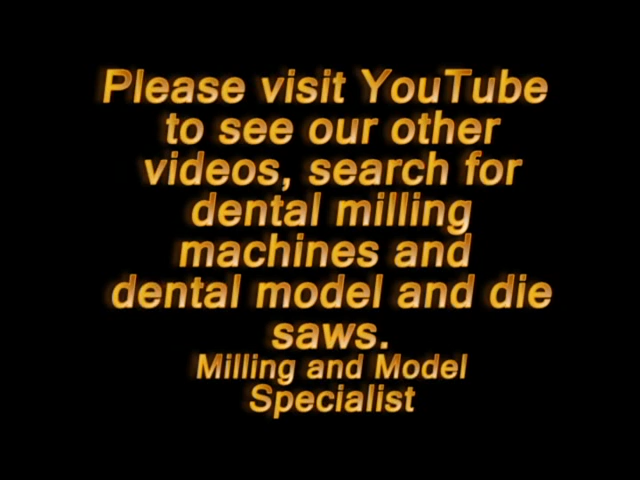 Please visit YouTube
to see our other
videos, search for
dental milling
machines and
dental model and die
saws.
Milling and Model
Specialist